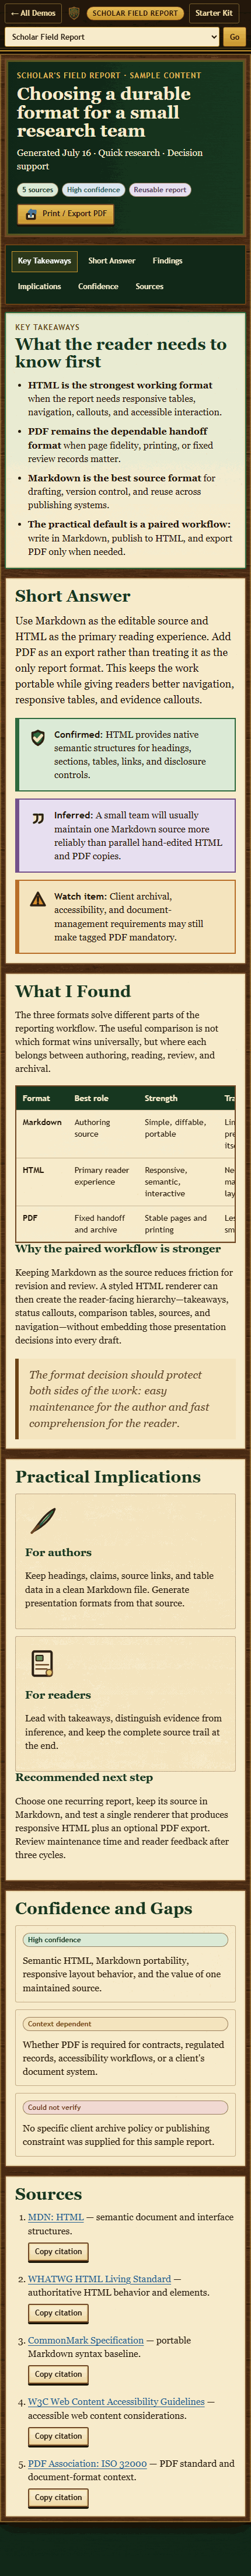 ← All Demos
SCHOLAR FIELD REPORT
Starter Kit
Scholar Field Report
Go
SCHOLAR'S FIELD REPORT · SAMPLE CONTENT
Choosing a durable
format for a small
research team
Generated July 16 · Quick research · Decision
support
5 sources
High confidence
Reusable report
Print / Export PDF
Key Takeaways
Short Answer
Findings
Implications
Confidence
Sources
KEY TAKEAWAYS
What the reader needs to
know first
• HTML is the strongest working format
when the report needs responsive tables,
navigation, callouts, and accessible interaction.
• PDF remains the dependable handoff
format when page fidelity, printing, or fixed
review records matter.
• Markdown is the best source format for
drafting, version control, and reuse across
publishing systems.
• The practical default is a paired workflow:
write in Markdown, publish to HTML, and export
PDF only when needed.
Short Answer
Use Markdown as the editable source and
HTML as the primary reading experience. Add
PDF as an export rather than treating it as the
only report format. This keeps the work
portable while giving readers better navigation,
responsive tables, and evidence callouts.
Confirmed: HTML provides native
semantic structures for headings,
sections, tables, links, and disclosure
controls.
Inferred: A small team will usually
maintain one Markdown source more
reliably than parallel hand-edited HTML
and PDF copies.
Watch item: Client archival,
accessibility, and document-
management requirements may still
make tagged PDF mandatory.
What I Found
The three formats solve different parts of the
reporting workflow. The useful comparison is not
which format wins universally, but where each
belongs between authoring, reading, review, and
archival.
Format Best role Strength
Markdown Authoring source Simple, diffable, portable
HTML Primary reader experience Responsive, semantic, interactive
PDF Fixed handoff and archive Stable pages and printing
Why the paired workflow is stronger
Keeping Markdown as the source reduces friction for
revision and review. A styled HTML renderer can
then create the reader-facing hierarchy—takeaways,
status callouts, comparison tables, sources, and
navigation—without embedding those presentation
decisions into every draft.
The format decision should protect
both sides of the work: easy
maintenance for the author and fast
comprehension for the reader.
Practical Implications
For authors
Keep headings, claims, source links, and table
data in a clean Markdown file. Generate
presentation formats from that source.
For readers
Lead with takeaways, distinguish evidence from
inference, and keep the complete source trail at
the end.
Recommended next step
Choose one recurring report, keep its source in
Markdown, and test a single renderer that produces
responsive HTML plus an optional PDF export.
Review maintenance time and reader feedback after
three cycles.
Confidence and Gaps
High confidence
Semantic HTML, Markdown portability,
responsive layout behavior, and the value of one
maintained source.
Context dependent
Whether PDF is required for contracts, regulated
records, accessibility workflows, or a client's
document system.
Could not verify
No specific client archive policy or publishing
constraint was supplied for this sample report.
Sources
1. MDN: HTML — semantic document and interface
structures.
Copy citation
2. WHATWG HTML Living Standard —
authoritative HTML behavior and elements.
Copy citation
3. CommonMark Specification — portable
Markdown syntax baseline.
Copy citation
4. W3C Web Content Accessibility Guidelines —
accessible web content considerations.
Copy citation
5. PDF Association: ISO 32000 — PDF standard and
document-format context.
Copy citation